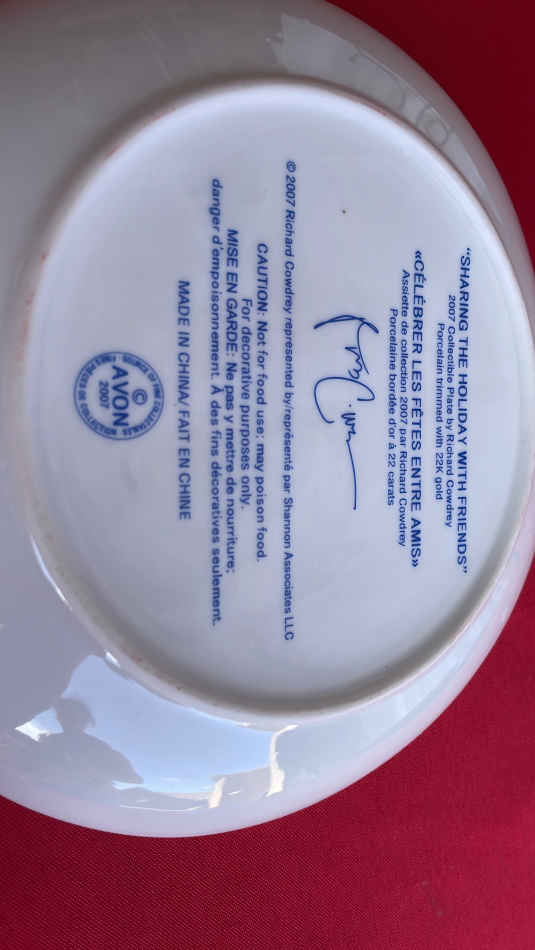 “SHARING THE HOLIDAY WITH FRIENDS”
2007 Collectible Plate by Richard Cowdrey
Porcelain trimmed with 22K gold
«CÉLÉBRER LES FÊTES ENTRE AMIS»
Assiette de collection 2007 par Richard Cowdrey
Porcelaine bordée d'or à 22 carats
© 2007 Richard Cowdrey represented by/représenté par Shannon Associates LLC
CAUTION: Not for food use: may poison food.
For decorative purposes only.
MISE EN GARDE: Ne pas y mettre de nourriture;
danger d'empoisonnement. À des fins décoratives seulement.
MADE IN CHINA/ FAIT EN CHINE
©
AVON
2007